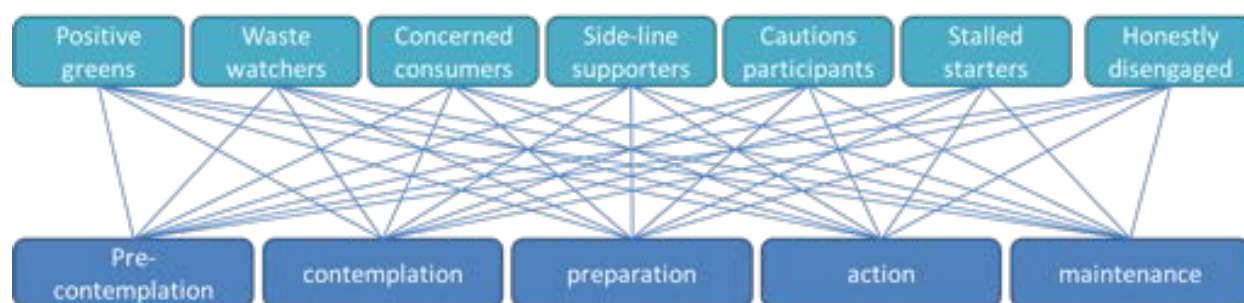 Positive
greens
Waste
watchers
Concerned
consumers
Side-line
supporters
Cautions
participants
Stalled
starters
Honestly
disengaged
Pre-
contemplation
contemplation
preparation
action
maintenance